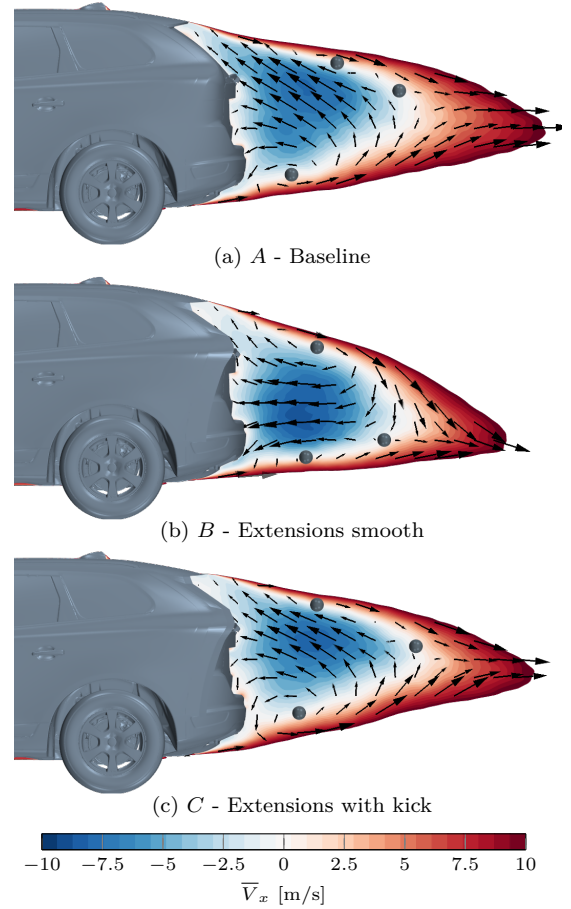 (a) A - Baseline
(b) B - Extensions smooth
(c) C - Extensions with kick
−10 −7.5 −5 −2.5 0 2.5 5 7.5 10
V̅ₓ [m/s]